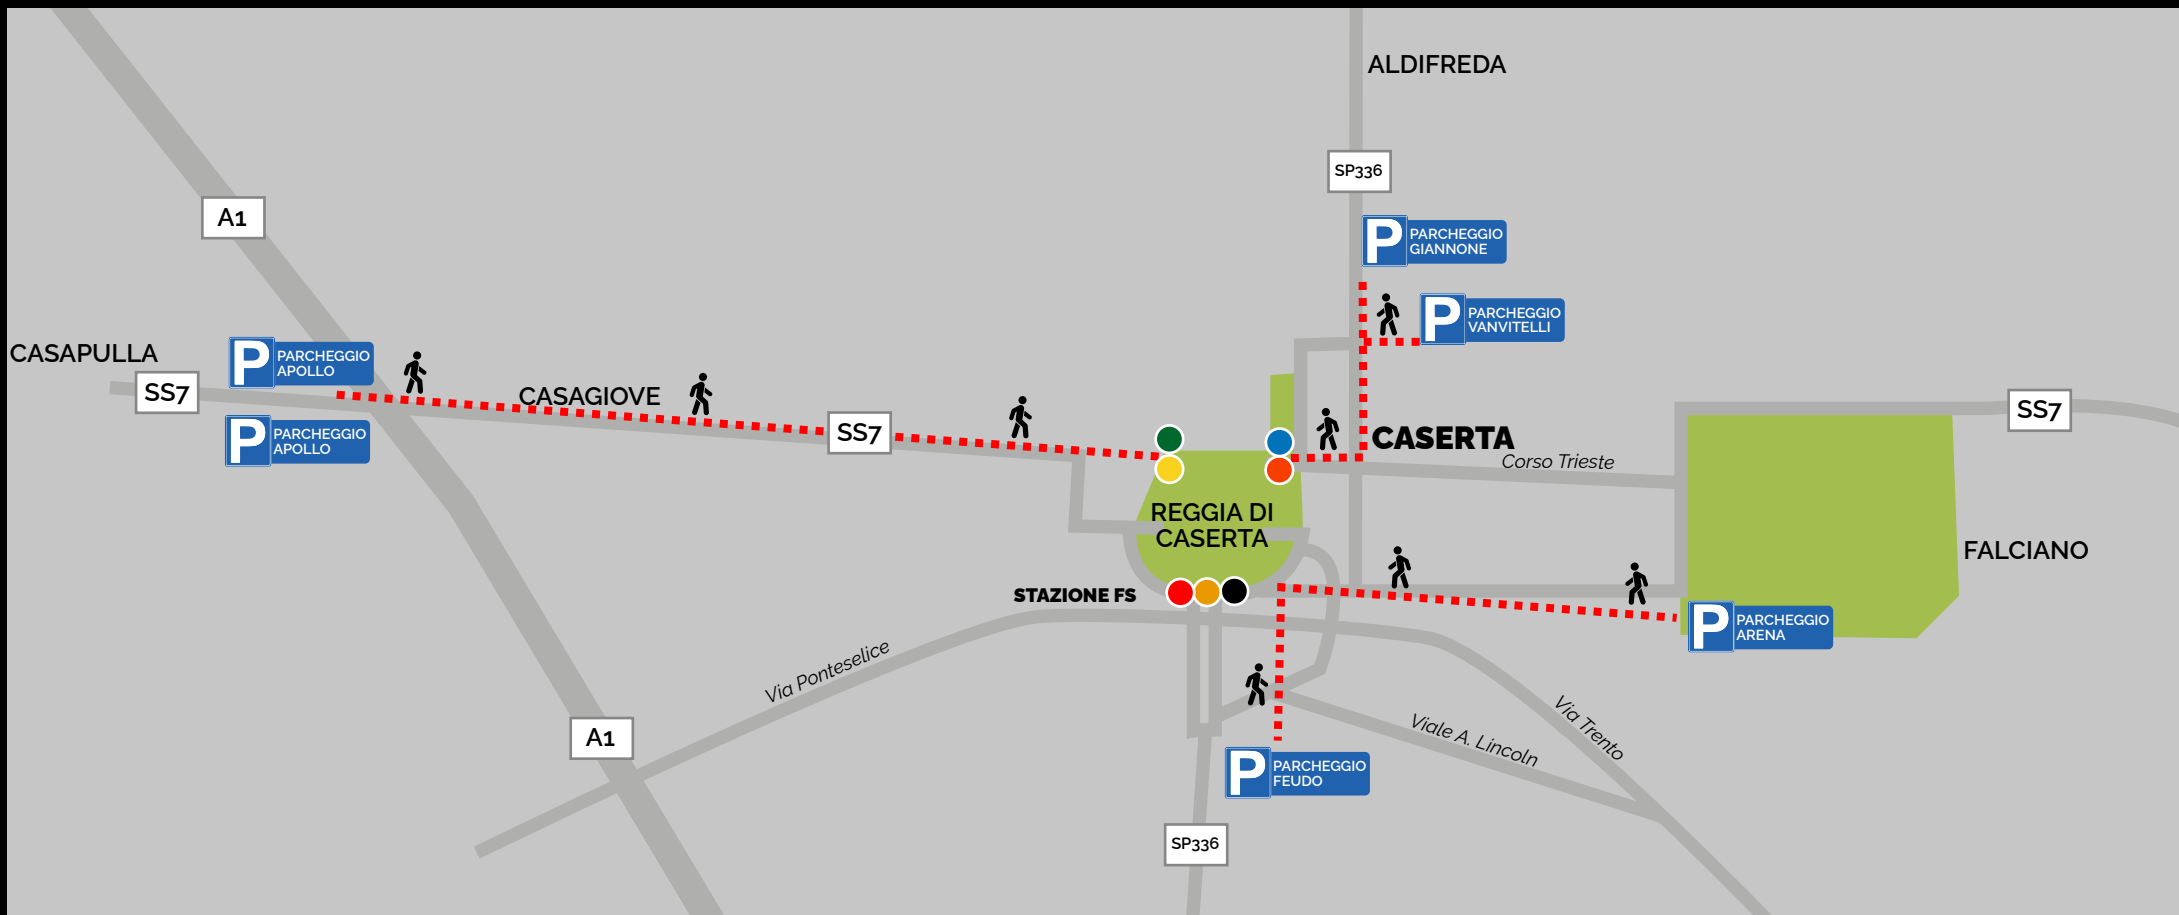 ALDIFREDA
SP336
A1
P PARCHEGGIO
GIANNONE
P PARCHEGGIO
VANVITELLI
CASAPULLA
P PARCHEGGIO
APOLLO
SS7
CASAGIOVE
SS7
P PARCHEGGIO
APOLLO
CASERTA
Corso Trieste
SS7
REGGIA DI
CASERTA
FALCIANO
STAZIONE FS
P PARCHEGGIO
ARENA
Via Ponteselice
A1
Viale A. Lincoln
Via Trento
P PARCHEGGIO
FEUDO
SP336